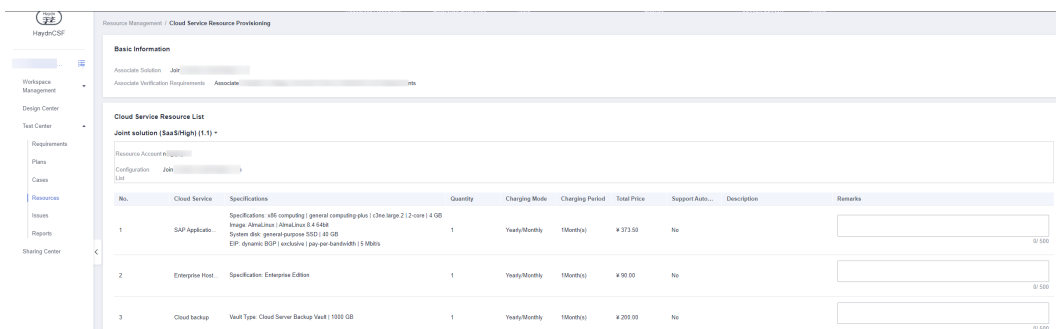 Haydn
HaydnCSF
Workspace
Management
Design Center
Test Center
Requirements
Plans
Cases
Resources
Issues
Reports
Sharing Center
Resource Management / Cloud Service Resource Provisioning
Basic Information
Associate Solution Join
Associate Verification Requirements Associate nts
Cloud Service Resource List
Joint solution (SaaS/High) (1.1)
Resource Account
Configuration Join
List
No. Cloud Service Specifications Quantity Charging Mode Charging Period Total Price Support Auto... Description Remarks
Specifications: x86 computing | general computing-plus | c3ne.large.2 | 2-core | 4 GB
Image: AlmaLinux | AlmaLinux 8.4 64bit
1 SAP Applicatio... System disk: general-purpose SSD | 40 GB 1 Yearly/Monthly 1Month(s) ¥ 373.50 No
EIP: dynamic BGP | exclusive | pay-per-bandwidth | 5 Mbit/s
0/ 500
2 Enterprise Host... Specification: Enterprise Edition 1 Yearly/Monthly 1Month(s) ¥ 90.00 No
0/ 500
3 Cloud backup Vault Type: Cloud Server Backup Vault | 1000 GB 1 Yearly/Monthly 1Month(s) ¥ 200.00 No
0/ 500